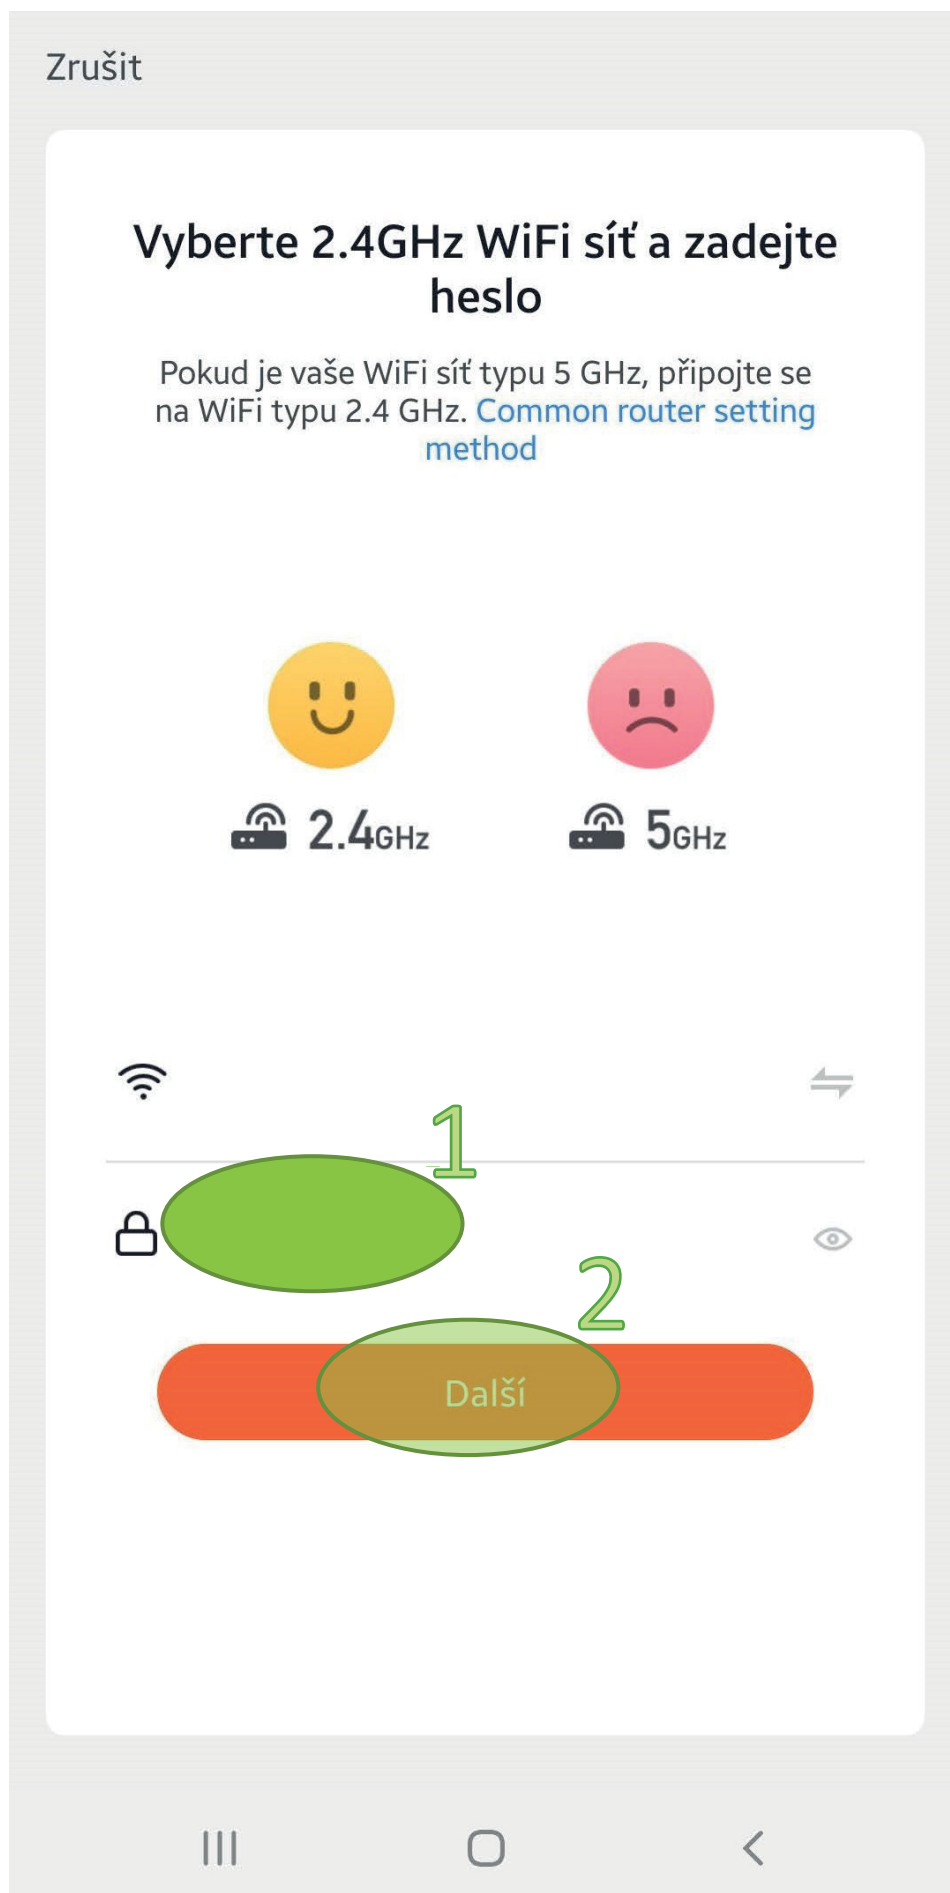 Zrušit
Vyberte 2.4GHz WiFi síť a zadejte
heslo
Pokud je vaše WiFi síť typu 5 GHz, připojte se
na WiFi typu 2.4 GHz. Common router setting
method
2.4GHz 5GHz
1
2
Další